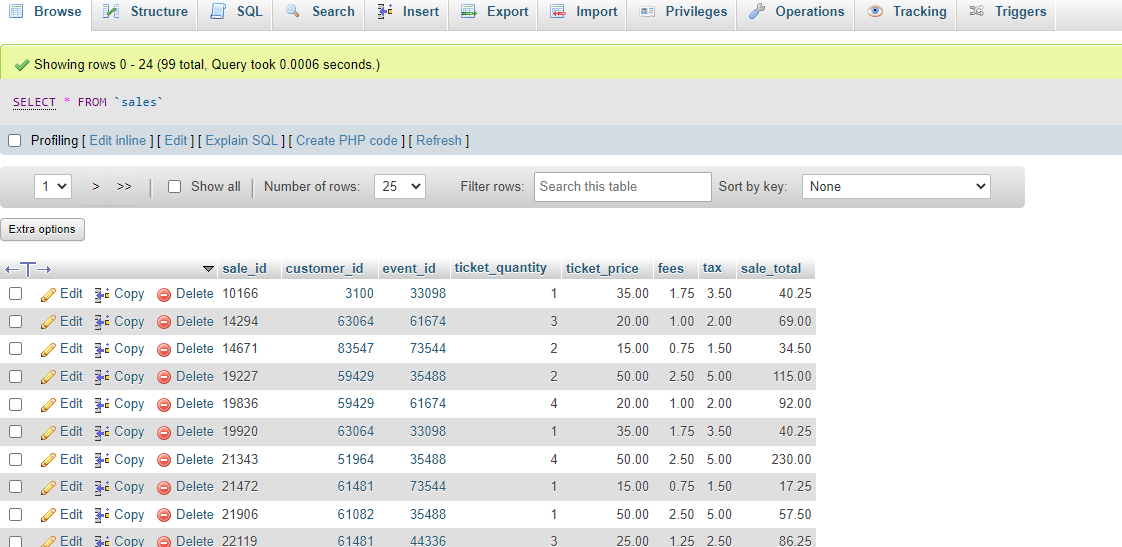 Browse Structure SQL Search Insert Export Import Privileges Operations Tracking Triggers
Showing rows 0 - 24 (99 total, Query took 0.0006 seconds.)
SELECT * FROM `sales`
Profiling [ Edit inline ] [ Edit ] [ Explain SQL ] [ Create PHP code ] [ Refresh ]
1 > >> | Show all | Number of rows: 25 Filter rows: Search this table Sort by key: None
Extra options
←T→ sale_id customer_id event_id ticket_quantity ticket_price fees tax sale_total
Edit Copy Delete 10166 3100 33098 1 35.00 1.75 3.50 40.25
Edit Copy Delete 14294 63064 61674 3 20.00 1.00 2.00 69.00
Edit Copy Delete 14671 83547 73544 2 15.00 0.75 1.50 34.50
Edit Copy Delete 19227 59429 35488 2 50.00 2.50 5.00 115.00
Edit Copy Delete 19836 59429 61674 4 20.00 1.00 2.00 92.00
Edit Copy Delete 19920 63064 33098 1 35.00 1.75 3.50 40.25
Edit Copy Delete 21343 51964 35488 4 50.00 2.50 5.00 230.00
Edit Copy Delete 21472 61481 73544 1 15.00 0.75 1.50 17.25
Edit Copy Delete 21906 61082 35488 1 50.00 2.50 5.00 57.50
Edit Copy Delete 22119 61481 44336 3 25.00 1.25 2.50 86.25